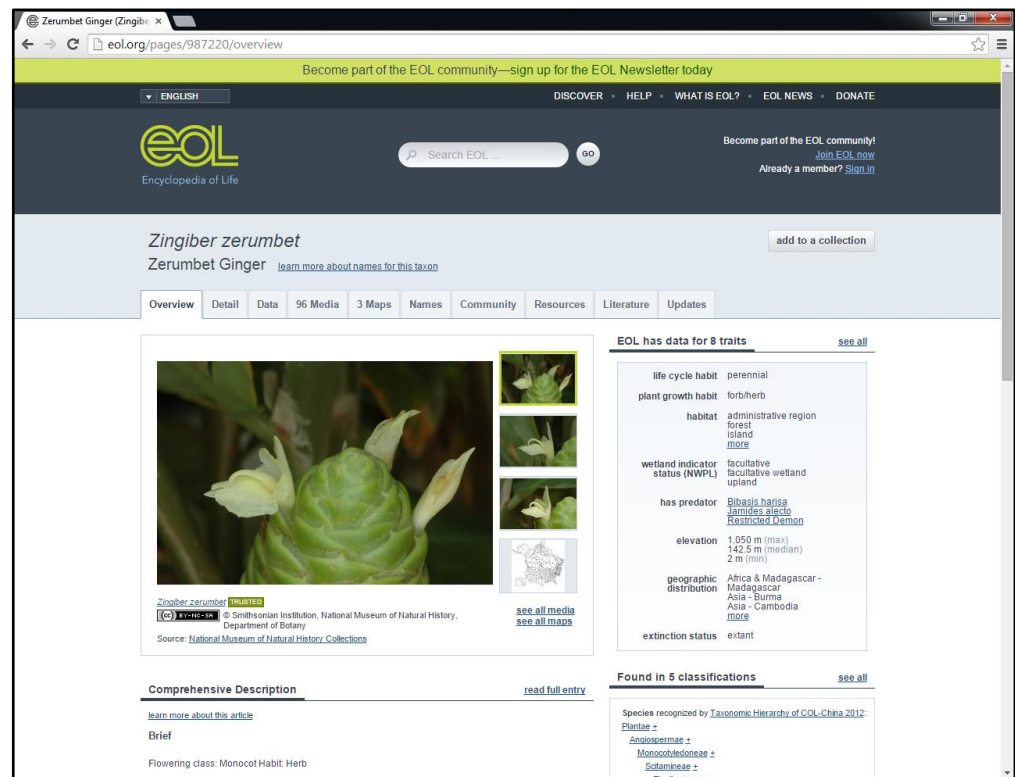 Zerumbet Ginger (Zingibe
eol.org/pages/987220/overview
Become part of the EOL community—sign up for the EOL Newsletter today
ENGLISH
DISCOVER HELP WHAT IS EOL? EOL NEWS DONATE
eol
Encyclopedia of Life
Search EOL ...
GO
Become part of the EOL community!
Join EOL now
Already a member? Sign in
Zingiber zerumbet
Zerumbet Ginger learn more about names for this taxon
add to a collection
Overview Detail Data 96 Media 3 Maps Names Community Resources Literature Updates
Zingiber zerumbet TRUSTED
(cc) BY-NC-SA © Smithsonian Institution, National Museum of Natural History,
Department of Botany
Source: National Museum of Natural History Collections
see all media
see all maps
Comprehensive Description read full entry
learn more about this article
Brief
Flowering class: Monocot Habit: Herb
EOL has data for 8 traits see all
life cycle habit perennial
plant growth habit forb/herb
habitat administrative region
forest
island
more
wetland indicator facultative
status (NWPL) facultative wetland
upland
has predator Bibasis harisa
Jamides alecto
Restricted Demon
elevation 1,050 m (max)
142.5 m (median)
2 m (min)
geographic Africa & Madagascar -
distribution Madagascar
Asia - Burma
Asia - Cambodia
more
extinction status extant
Found in 5 classifications see all
Species recognized by Taxonomic Hierarchy of COL-China 2012:
Plantae +
Angiospermae +
Monocotyledoneae +
Scitamineae +